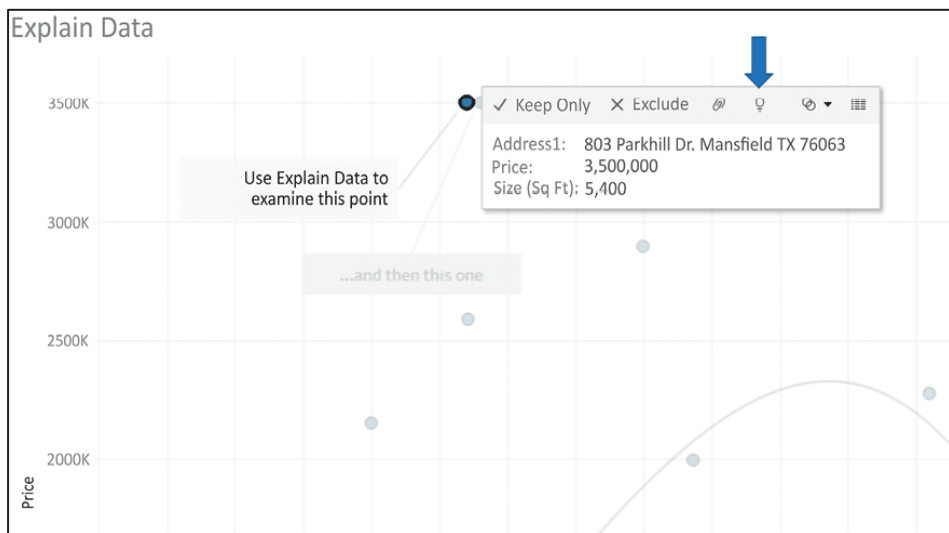 Explain Data
3500K
Keep Only Exclude
Address1: 803 Parkhill Dr. Mansfield TX 76063
Price: 3,500,000
Size (Sq Ft): 5,400
Use Explain Data to
examine this point
3000K
...and then this one
2500K
2000K
Price